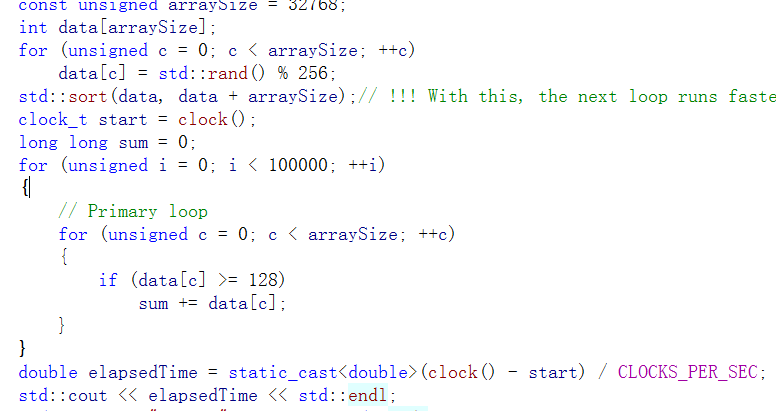 const unsigned arraySize = 32768;
int data[arraySize];
for (unsigned c = 0; c < arraySize; ++c)
    data[c] = std::rand() % 256;
std::sort(data, data + arraySize);// !!! With this, the next loop runs faste
clock_t start = clock();
long long sum = 0;
for (unsigned i = 0; i < 100000; ++i)
{
    // Primary loop
    for (unsigned c = 0; c < arraySize; ++c)
    {
        if (data[c] >= 128)
            sum += data[c];
    }
}
double elapsedTime = static_cast<double>(clock() - start) / CLOCKS_PER_SEC;
std::cout << elapsedTime << std::endl;